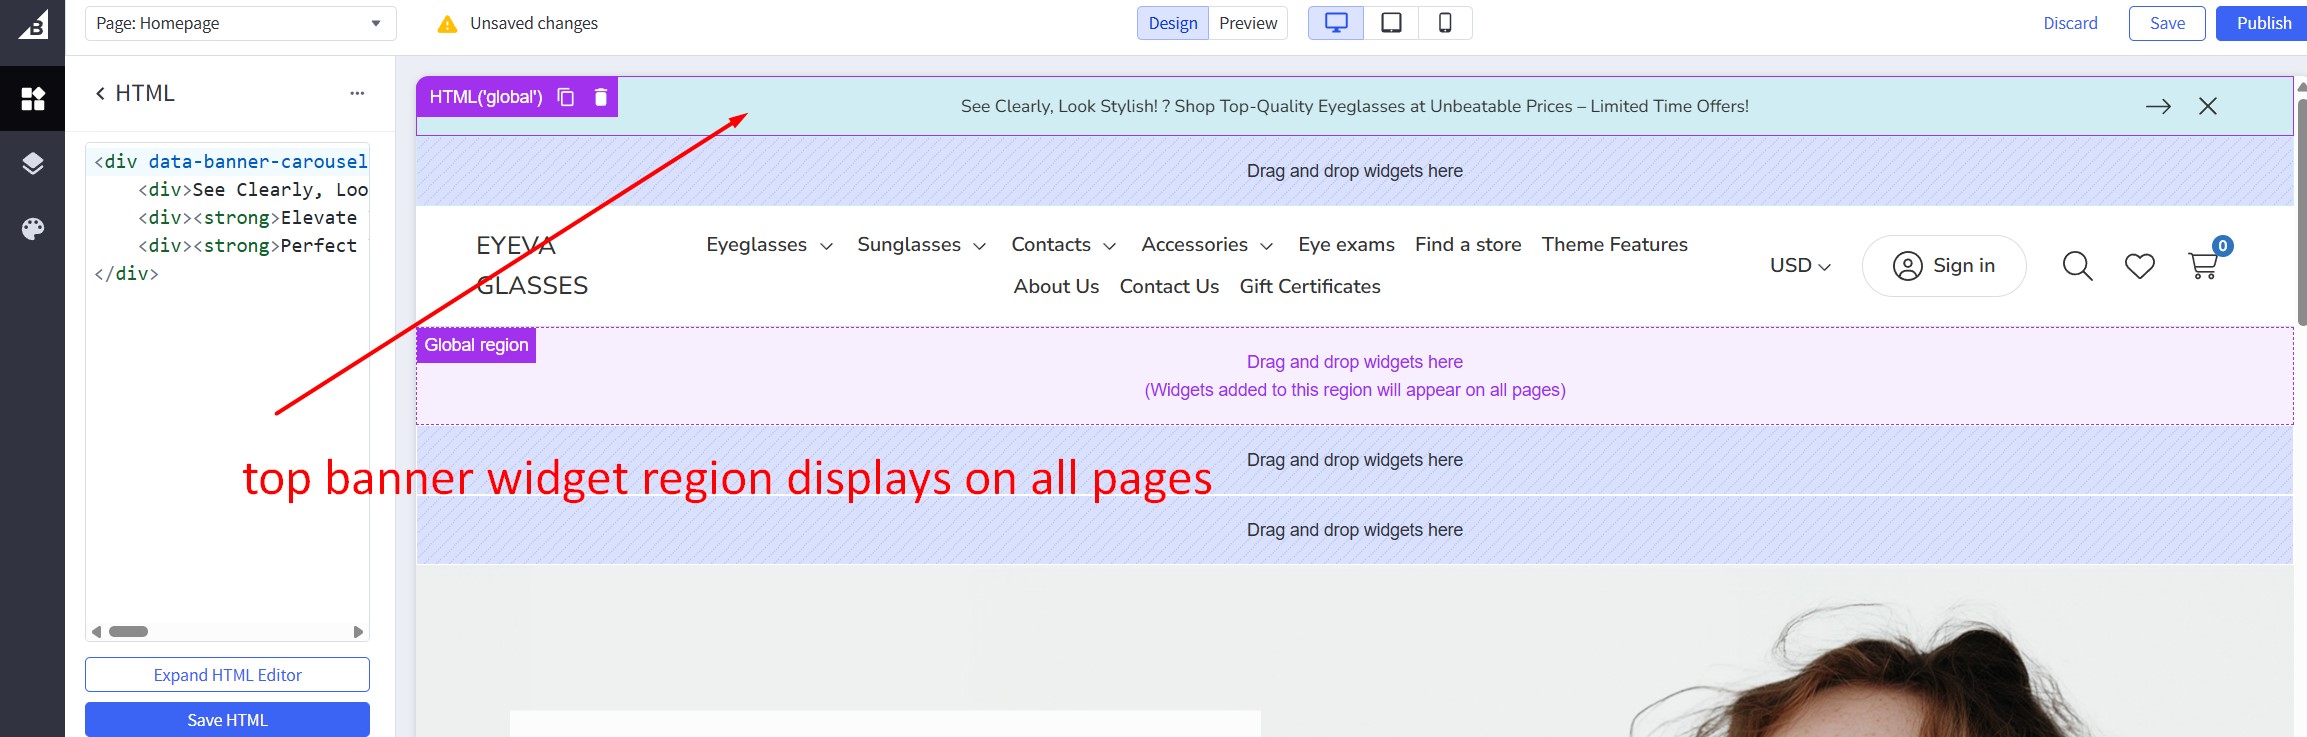 B
Page: Homepage
Unsaved changes
Design
Preview
Discard
Save
Publish
HTML
<div data-banner-carousel
<div>See Clearly, Loo
<div><strong>Elevate
<div><strong>Perfect
</div>
Expand HTML Editor
Save HTML
HTML('global')
See Clearly, Look Stylish! ? Shop Top-Quality Eyeglasses at Unbeatable Prices – Limited Time Offers!
Drag and drop widgets here
EYEVA
GLASSES
Eyeglasses Sunglasses Contacts Accessories Eye exams Find a store Theme Features
About Us Contact Us Gift Certificates
USD
Sign in
0
Global region
Drag and drop widgets here
(Widgets added to this region will appear on all pages)
Drag and drop widgets here
top banner widget region displays on all pages
Drag and drop widgets here